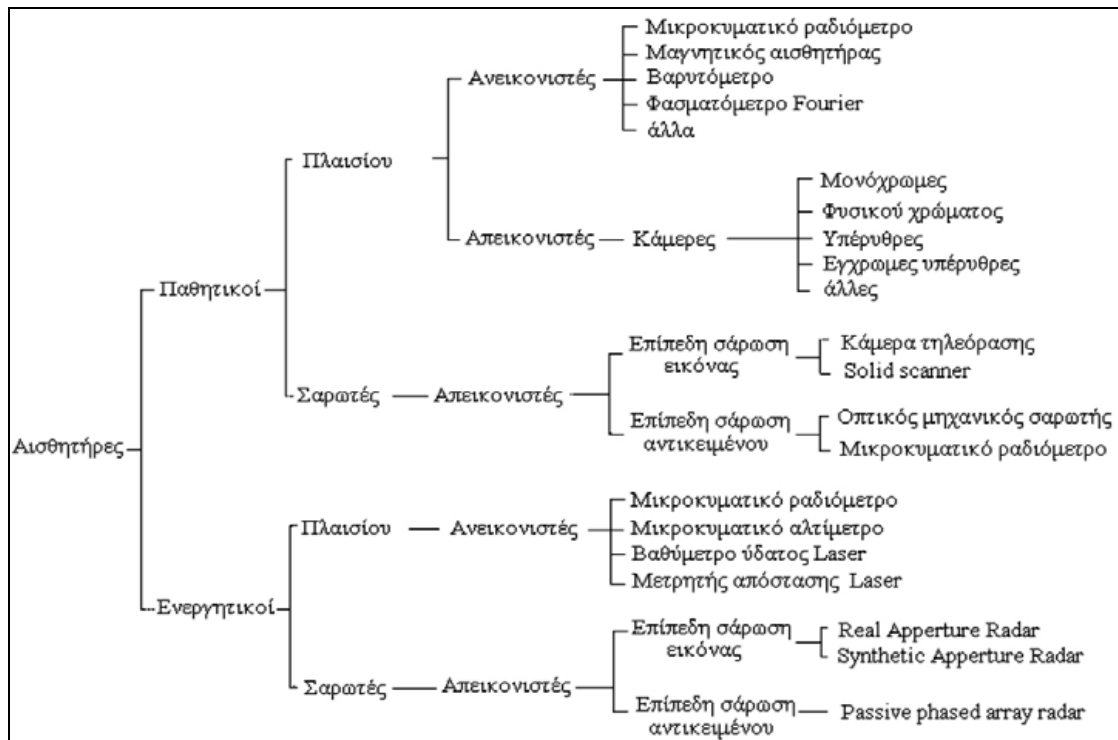 Μικροκυματικό ραδιόμετρο
Μαγνητικός αισθητήρας
Ανεικονιστές
Βαρυτόμετρο
Φασματόμετρο Fourier
άλλα
Πλαισίου
Μονόχρωμες
Φυσικού χρώματος
Απεικονιστές
Κάμερες
Υπέρυθρες
Εγχρωμες υπέρυθρες
άλλες
Παθητικοί
Επίπεδη σάρωση
εικόνας
Κάμερα τηλεόρασης
Solid scanner
Σαρωτές
Απεικονιστές
Επίπεδη σάρωση
αντικειμένου
Οπτικός μηχανικός σαρωτής
Μικροκυματικό ραδιόμετρο
Αισθητήρες
Μικροκυματικό ραδιόμετρο
Πλαισίου
Ανεικονιστές
Μικροκυματικό αλτίμετρο
Βαθύμετρο ύδατος Laser
Μετρητής απόστασης Laser
Ενεργητικοί
Επίπεδη σάρωση
εικόνας
Real Apperture Radar
Synthetic Apperture Radar
Σαρωτές
Απεικονιστές
Επίπεδη σάρωση
αντικειμένου
Passive phased array radar